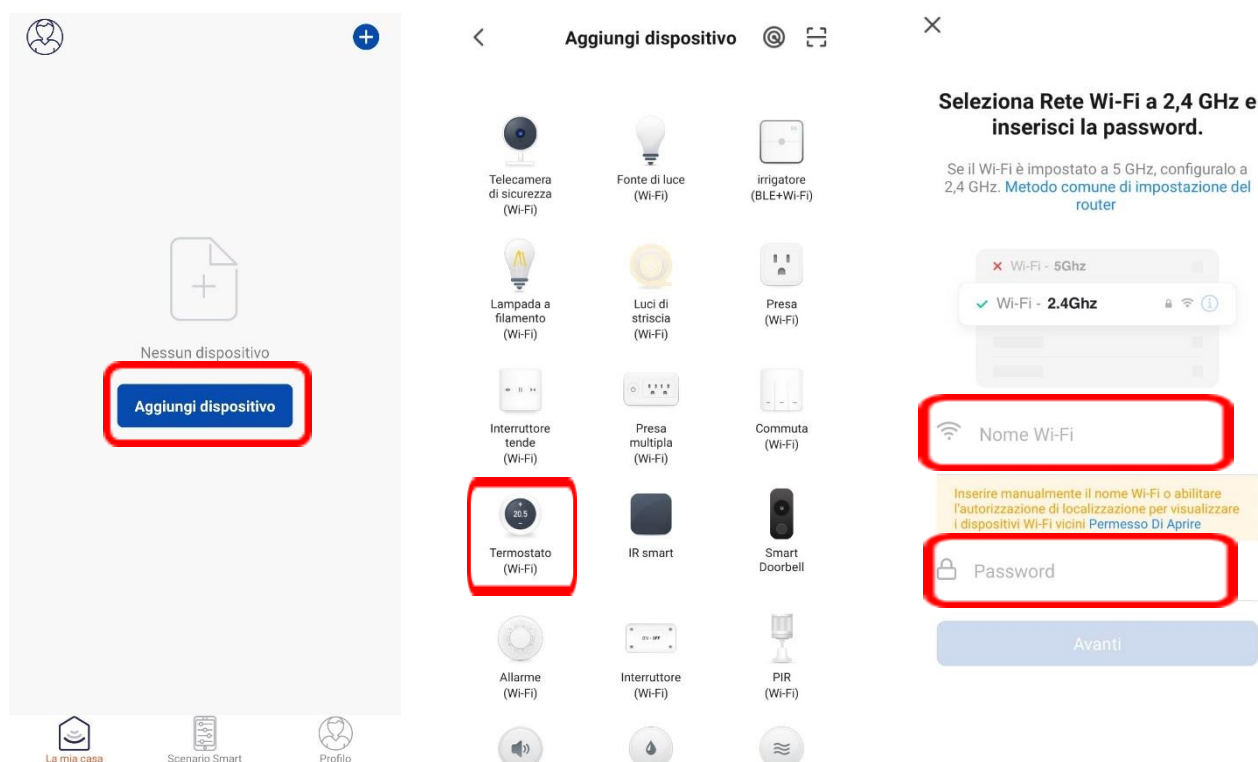 Nessun dispositivo
Aggiungi dispositivo
La mia casa
Scenario Smart
Profilo
Aggiungi dispositivo
Telecamera
di sicurezza
(Wi-Fi)
Fonte di luce
(Wi-Fi)
irrigatore
(BLE+Wi-Fi)
Lampada a
filamento
(Wi-Fi)
Luci di
striscia
(Wi-Fi)
Presa
(Wi-Fi)
Interruttore
tende
(Wi-Fi)
Presa
multipla
(Wi-Fi)
Commuta
(Wi-Fi)
20.5
Termostato
(Wi-Fi)
IR smart
Smart
Doorbell
Allarme
(Wi-Fi)
ON - OFF
Interruttore
(Wi-Fi)
PIR
(Wi-Fi)
Seleziona Rete Wi-Fi a 2,4 GHz e
inserisci la password.
Se il Wi-Fi è impostato a 5 GHz, configuralo a
2,4 GHz. Metodo comune di impostazione del
router
Wi-Fi - 5Ghz
Wi-Fi - 2.4Ghz
Nome Wi-Fi
Inserire manualmente il nome Wi-Fi o abilitare
l'autorizzazione di localizzazione per visualizzare
i dispositivi Wi-Fi vicini Permesso Di Aprire
Password
Avanti